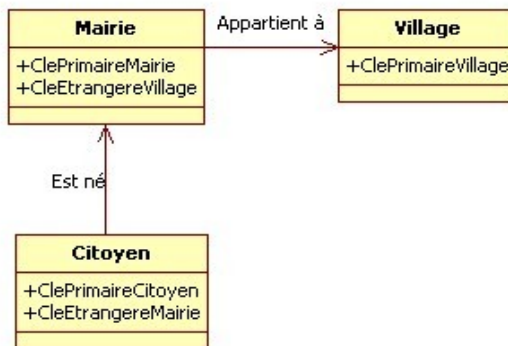 Mairie
+ClePrimaireMairie
+CleEtrangereVillage
Appartient à
Village
+ClePrimaireVillage
Est né
Citoyen
+ClePrimaireCitoyen
+CleEtrangereMairie